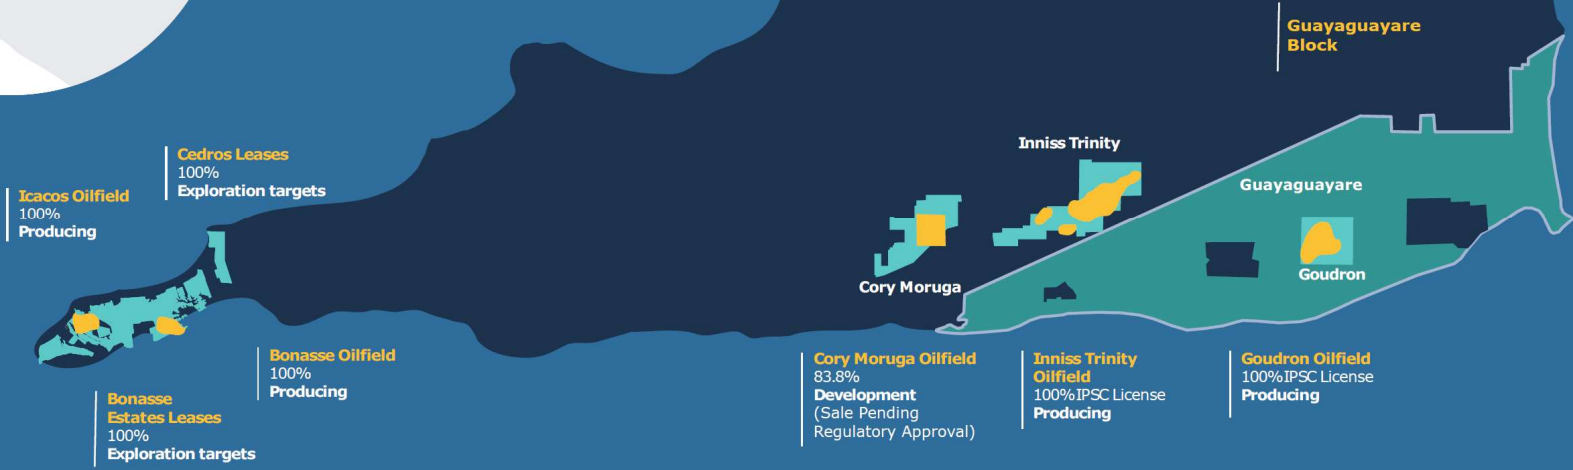 Guayaguayare
Block
Inniss Trinity
Cedros Leases
100%
Exploration targets
Icacos Oilfield
100%
Producing
Guayaguayare
Goudron
Cory Moruga
Bonasse Oilfield
100%
Producing
Bonasse
Estates Leases
100%
Exploration targets
Cory Moruga Oilfield
83.8%
Development
(Sale Pending
Regulatory Approval)
Inniss Trinity
Oilfield
100%IPSC License
Producing
Goudron Oilfield
100%IPSC License
Producing